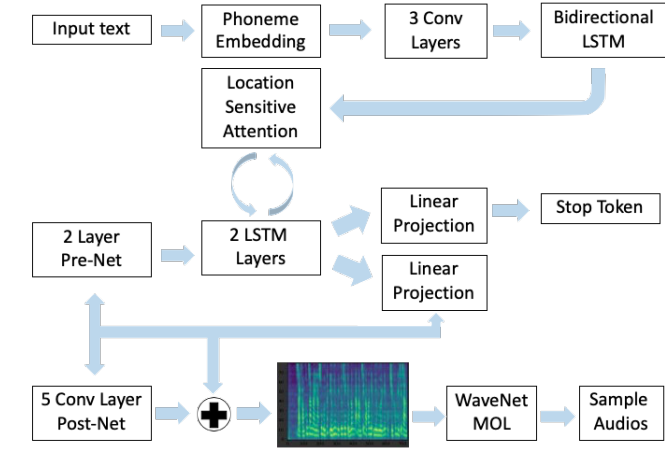 Input text
Phoneme
Embedding
3 Conv
Layers
Bidirectional
LSTM
Location
Sensitive
Attention
2 Layer
Pre-Net
2 LSTM
Layers
Linear
Projection
Stop Token
Linear
Projection
5 Conv Layer
Post-Net
WaveNet
MOL
Sample
Audios